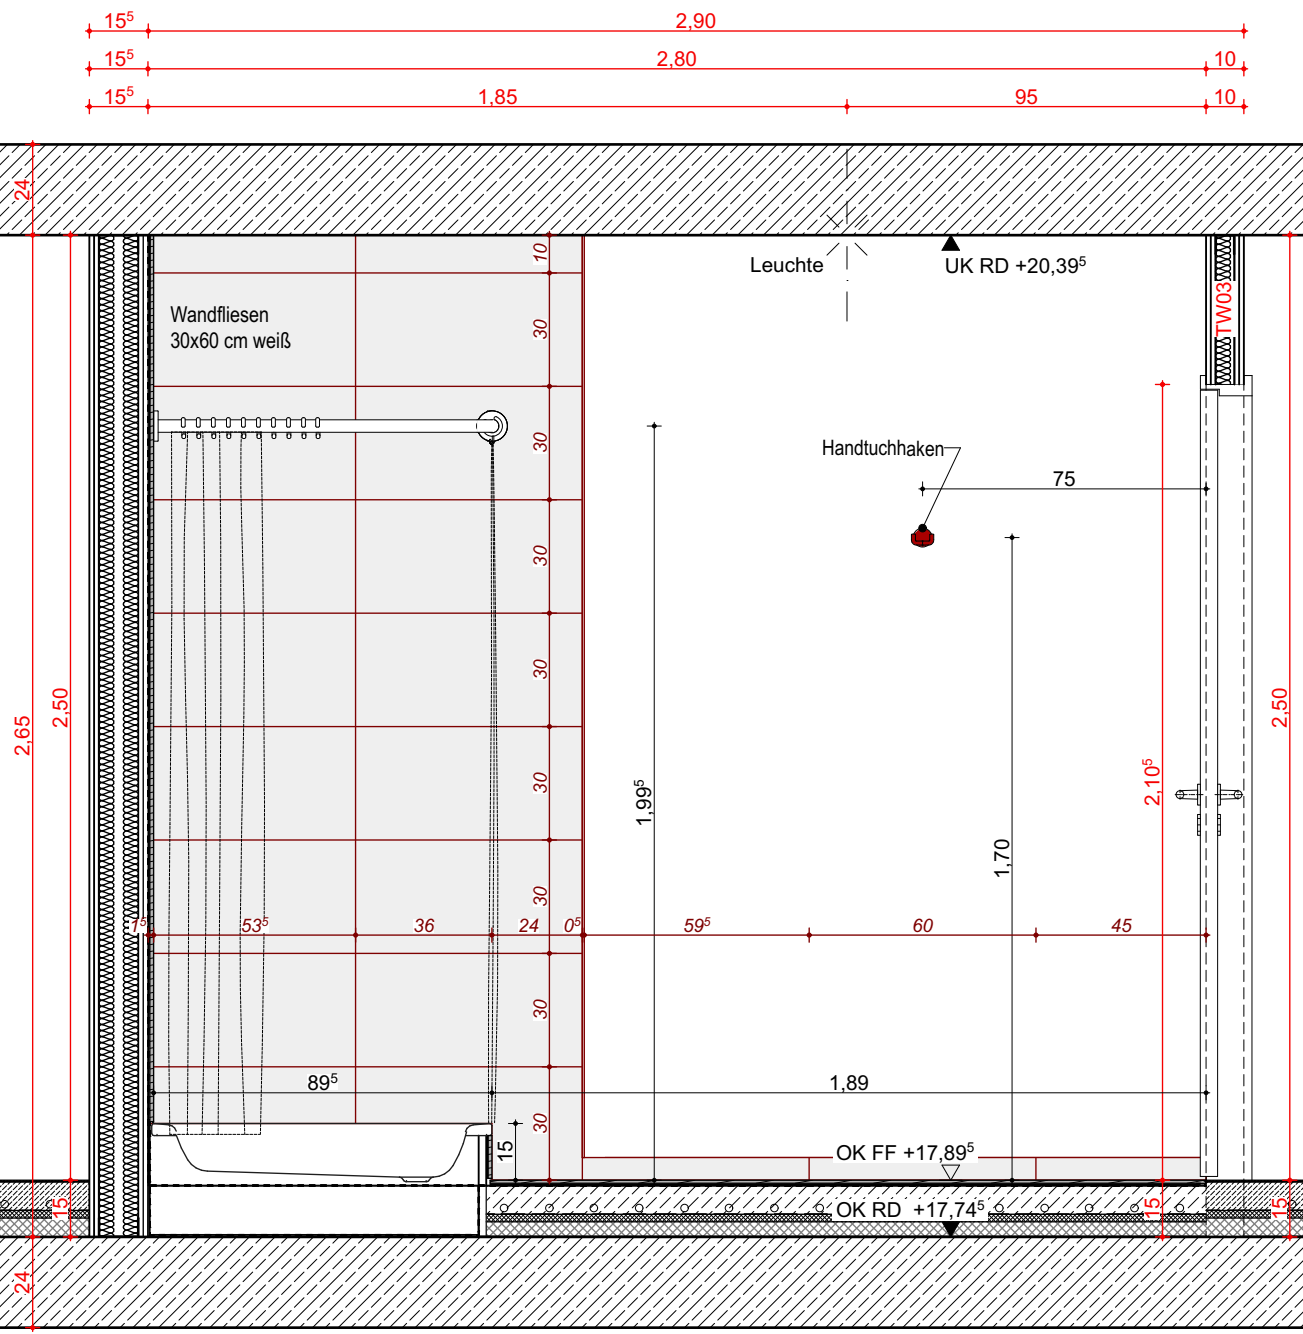 15⁵ 2,90
15⁵ 2,80 10
15⁵ 1,85 95 10
24
10
Leuchte
UK RD +20,39⁵
TW03
Wandfliesen
30x60 cm weiß
30
30
Handtuchhaken
75
30
30
2,65
2,50
2,50
30
1,99⁵
2,10⁵
1,70
30
1⁵ 53⁵ 36 24 0⁵ 59⁵ 60 45
30
89⁵ 1,89
30
15
OK FF +17,89⁵
15
OK RD +17,74⁵
15
15
24